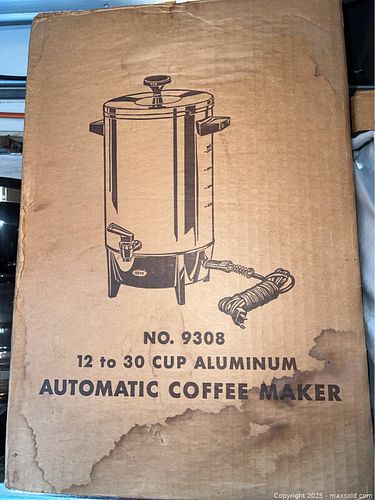 NO. 9308
12 to 30 CUP ALUMINUM
AUTOMATIC COFFEE MAKER
Copyright 2025 - maxsold.com